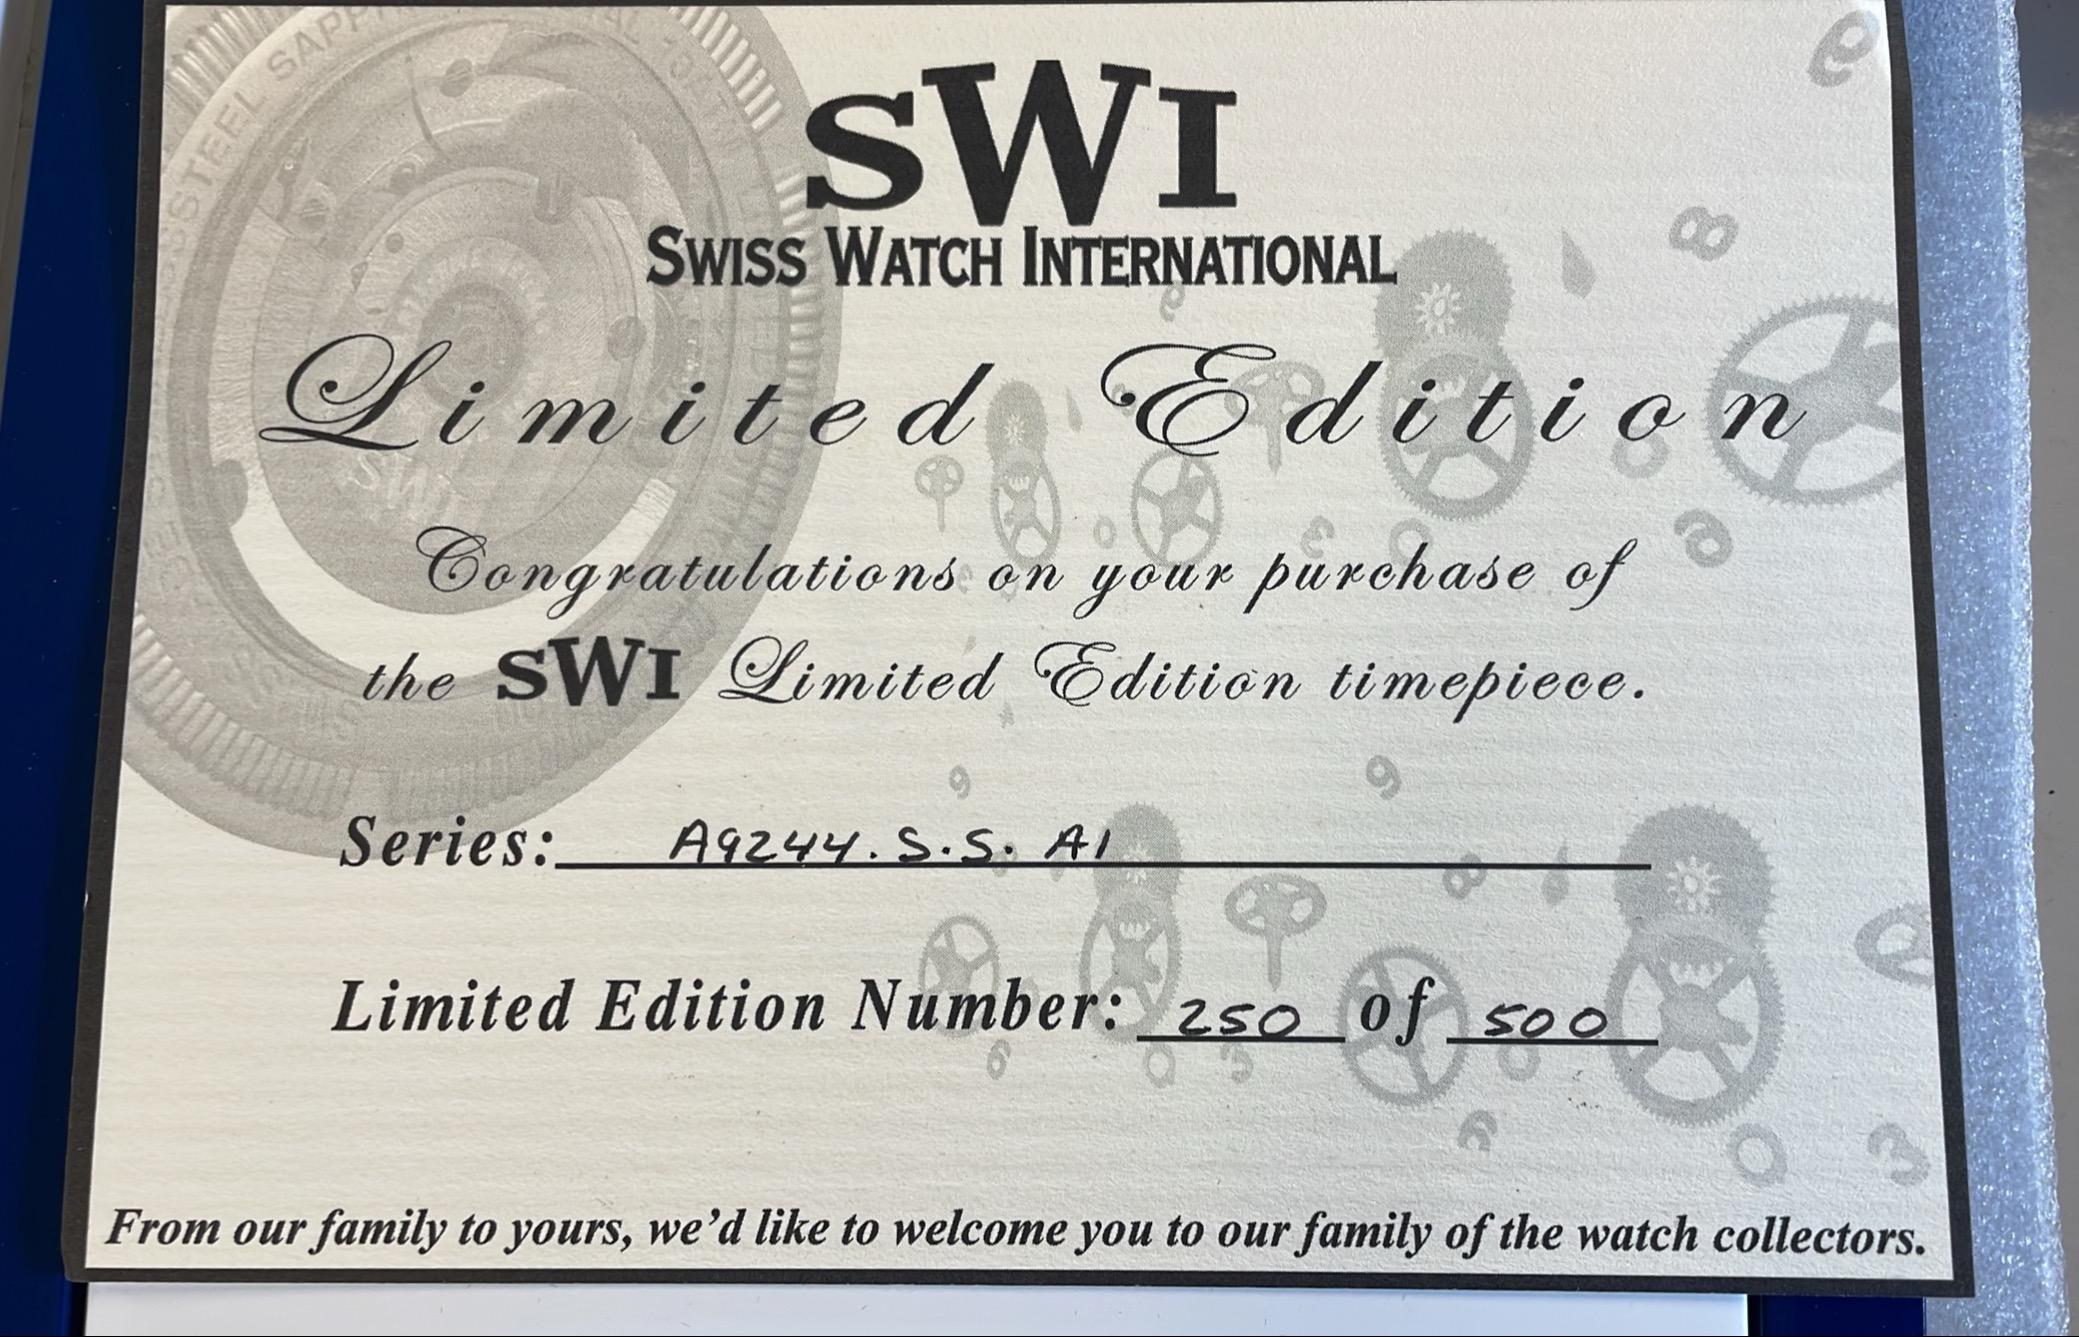 SWI
SWISS WATCH INTERNATIONAL
Limited Edition
Congratulations on your purchase of
the SWI Limited Edition timepiece.
Series: A9244.S.S. A1
Limited Edition Number: 250 of 500
From our family to yours, we'd like to welcome you to our family of the watch collectors.